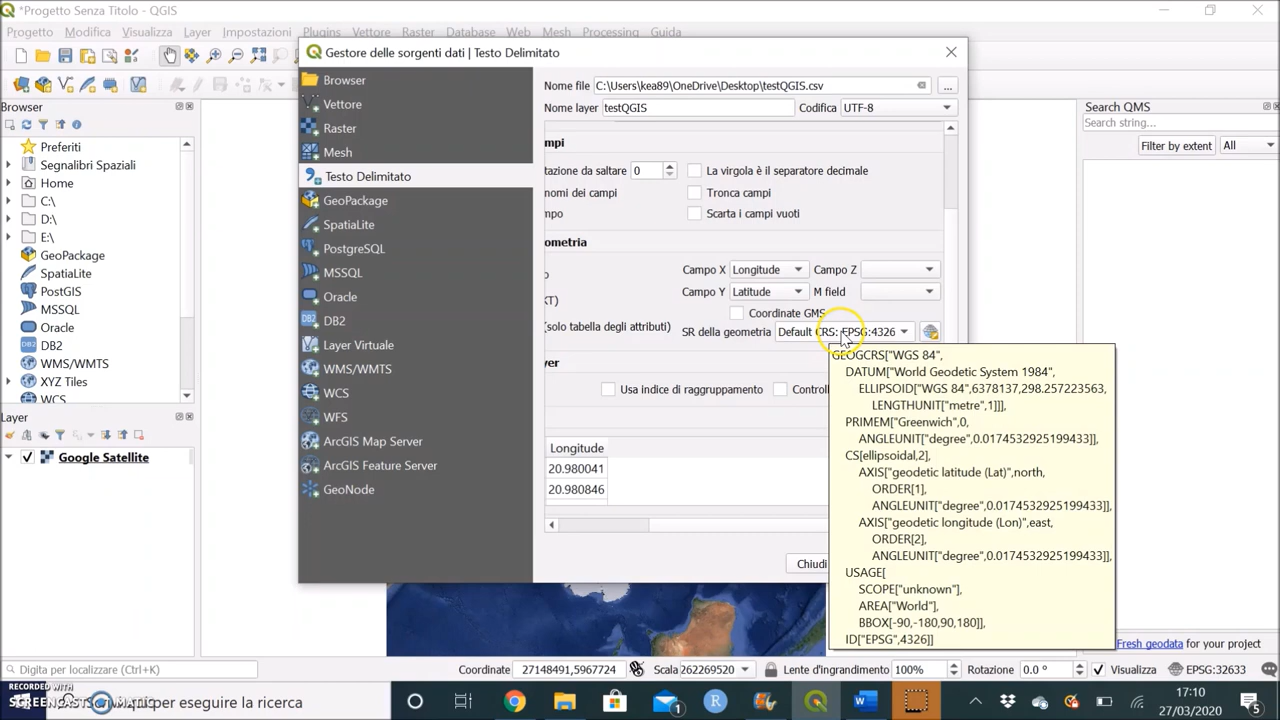 *Progetto Senza Titolo - QGIS
Progetto Modifica Visualizza Layer Impostazioni Plugins Vettore Raster Database Web Mesh Processing Guida
Gestore delle sorgenti dati | Testo Delimitato
Browser
Vettore
Raster
Mesh
Testo Delimitato
GeoPackage
SpatiaLite
PostgreSQL
MSSQL
Oracle
DB2
Layer Virtuale
WMS/WMTS
WCS
WFS
ArcGIS Map Server
ArcGIS Feature Server
GeoNode
Nome file C:\Users\kea89\OneDrive\Desktop\testQGIS.csv ...
Nome layer testQGIS Codifica UTF-8
mpi
tazione da saltare 0 La virgola è il separatore decimale
nomi dei campi Tronca campi
mpo Scarta i campi vuoti
ometria
Campo X Longitude Campo Z
KT) Campo Y Latitude M field
Coordinate GMS
(solo tabella degli attributi) SR della geometria Default CRS: EPSG:4326
yer
Usa indice di raggruppamento Control
Longitude
20.980041
20.980846
Chiudi
GEOGCRS["WGS 84",
DATUM["World Geodetic System 1984",
ELLIPSOID["WGS 84",6378137,298.257223563,
LENGTHUNIT["metre",1]]],
PRIMEM["Greenwich",0,
ANGLEUNIT["degree",0.0174532925199433]],
CS[ellipsoidal,2],
AXIS["geodetic latitude (Lat)",north,
ORDER[1],
ANGLEUNIT["degree",0.0174532925199433]],
AXIS["geodetic longitude (Lon)",east,
ORDER[2],
ANGLEUNIT["degree",0.0174532925199433]],
USAGE[
SCOPE["unknown"],
AREA["World"],
BBOX[-90,-180,90,180]],
ID["EPSG",4326]]
Browser
Preferiti
Segnalibri Spaziali
Home
C:\
D:\
E:\
GeoPackage
SpatiaLite
PostGIS
MSSQL
Oracle
DB2
WMS/WMTS
XYZ Tiles
WCS
Layer
Google Satellite
Search QMS
Search string...
Filter by extent All
Fresh geodata for your project
Digita per localizzare (Ctrl+K) Coordinate 27148491,5967724 Scala 262269520 Lente d'ingrandimento 100% Rotazione 0.0 ° Visualizza EPSG:32633
RECORDED WITH
SCREENCAST MATIC
per eseguire la ricerca
1
17:10
27/03/2020
5